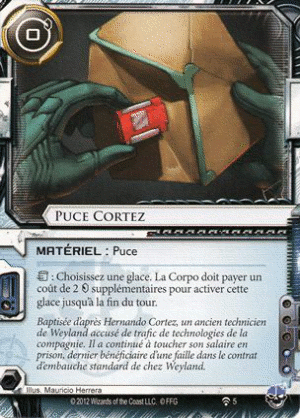 0
PUCE CORTEZ
MATÉRIEL : Puce
: Choisissez une glace. La Corpo doit payer un
coût de 2 supplémentaires pour activer cette
glace jusqu'à la fin du tour.
Baptisée d'après Hernando Cortez, un ancien technicien
de Weyland accusé de trafic de technologies de la
compagnie. Il a continué à toucher son salaire en
prison, dernier bénéficiaire d'une faille dans le contrat
d'embauche standard de chez Weyland.
Illus. Mauricio Herrera
© 2012 Wizards of the Coast LLC. © FFG
5